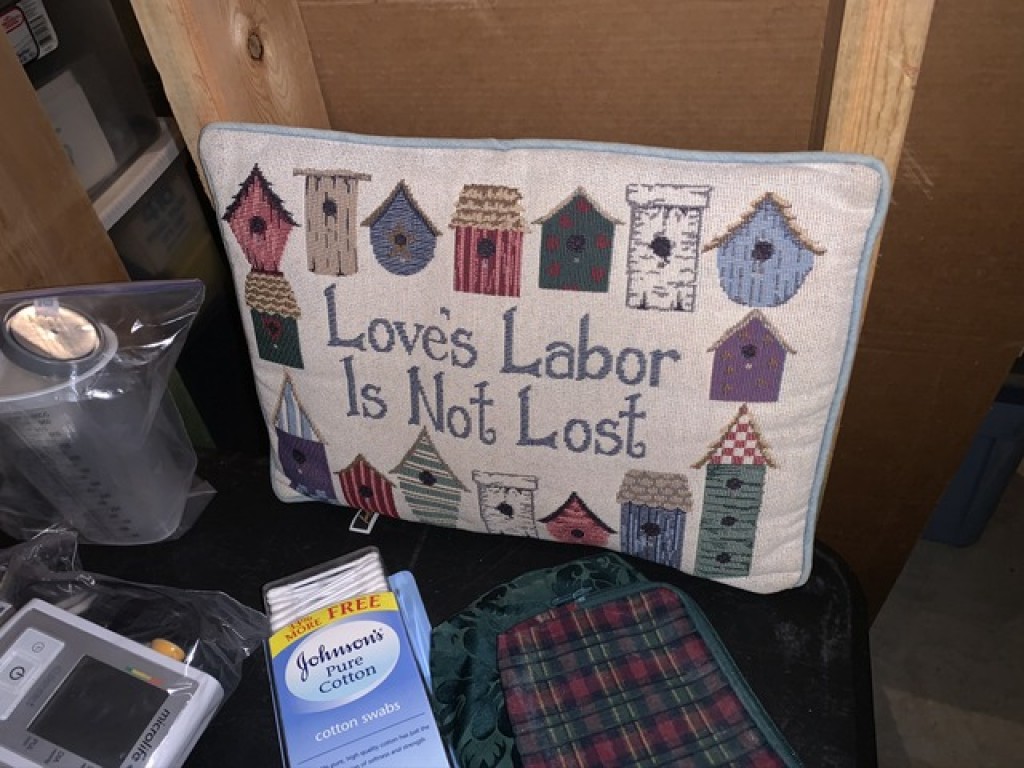 Love's Labor
Is Not Lost
MORE FREE
Johnson's
Pure
Cotton
cotton swabs
microlife